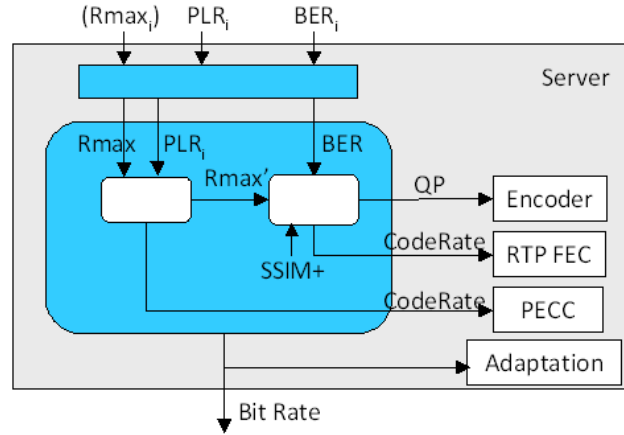 (Rmaxᵢ) PLRᵢ BERᵢ
Server
Rmax PLRᵢ BER
Rmax’ QP Encoder
CodeRate RTP FEC
SSIM+
CodeRate PECC
Adaptation
Bit Rate